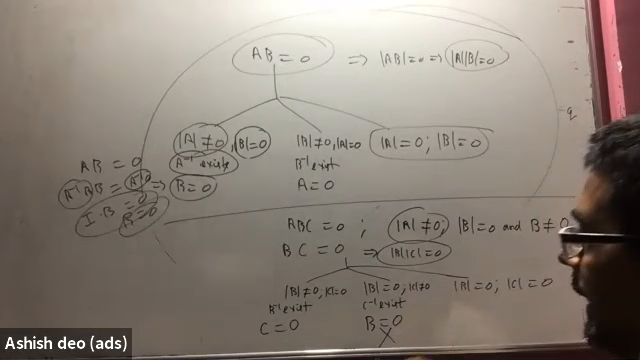 AB = 0 ⇒ |AB|=0 ⇒ |A||B|=0
|A| ≠ 0, |B|=0
A⁻¹ exists
B = 0
|B| ≠ 0, |A|=0
B⁻¹ exist
A = 0
|A| = 0; |B| = 0
AB = 0
A⁻¹AB = A⁻¹0 ⇒
I·B = 0
B = 0
ABC = 0 ; |A| ≠ 0, |B| = 0 and B ≠ 0
BC = 0 ⇒
|B| ≠ 0, |C|=0
B⁻¹ exist
C = 0
|B| = 0, |C| ≠ 0
C⁻¹ exist
B = 0
X
|B| = 0; |C| = 0
Ashish deo (ads)